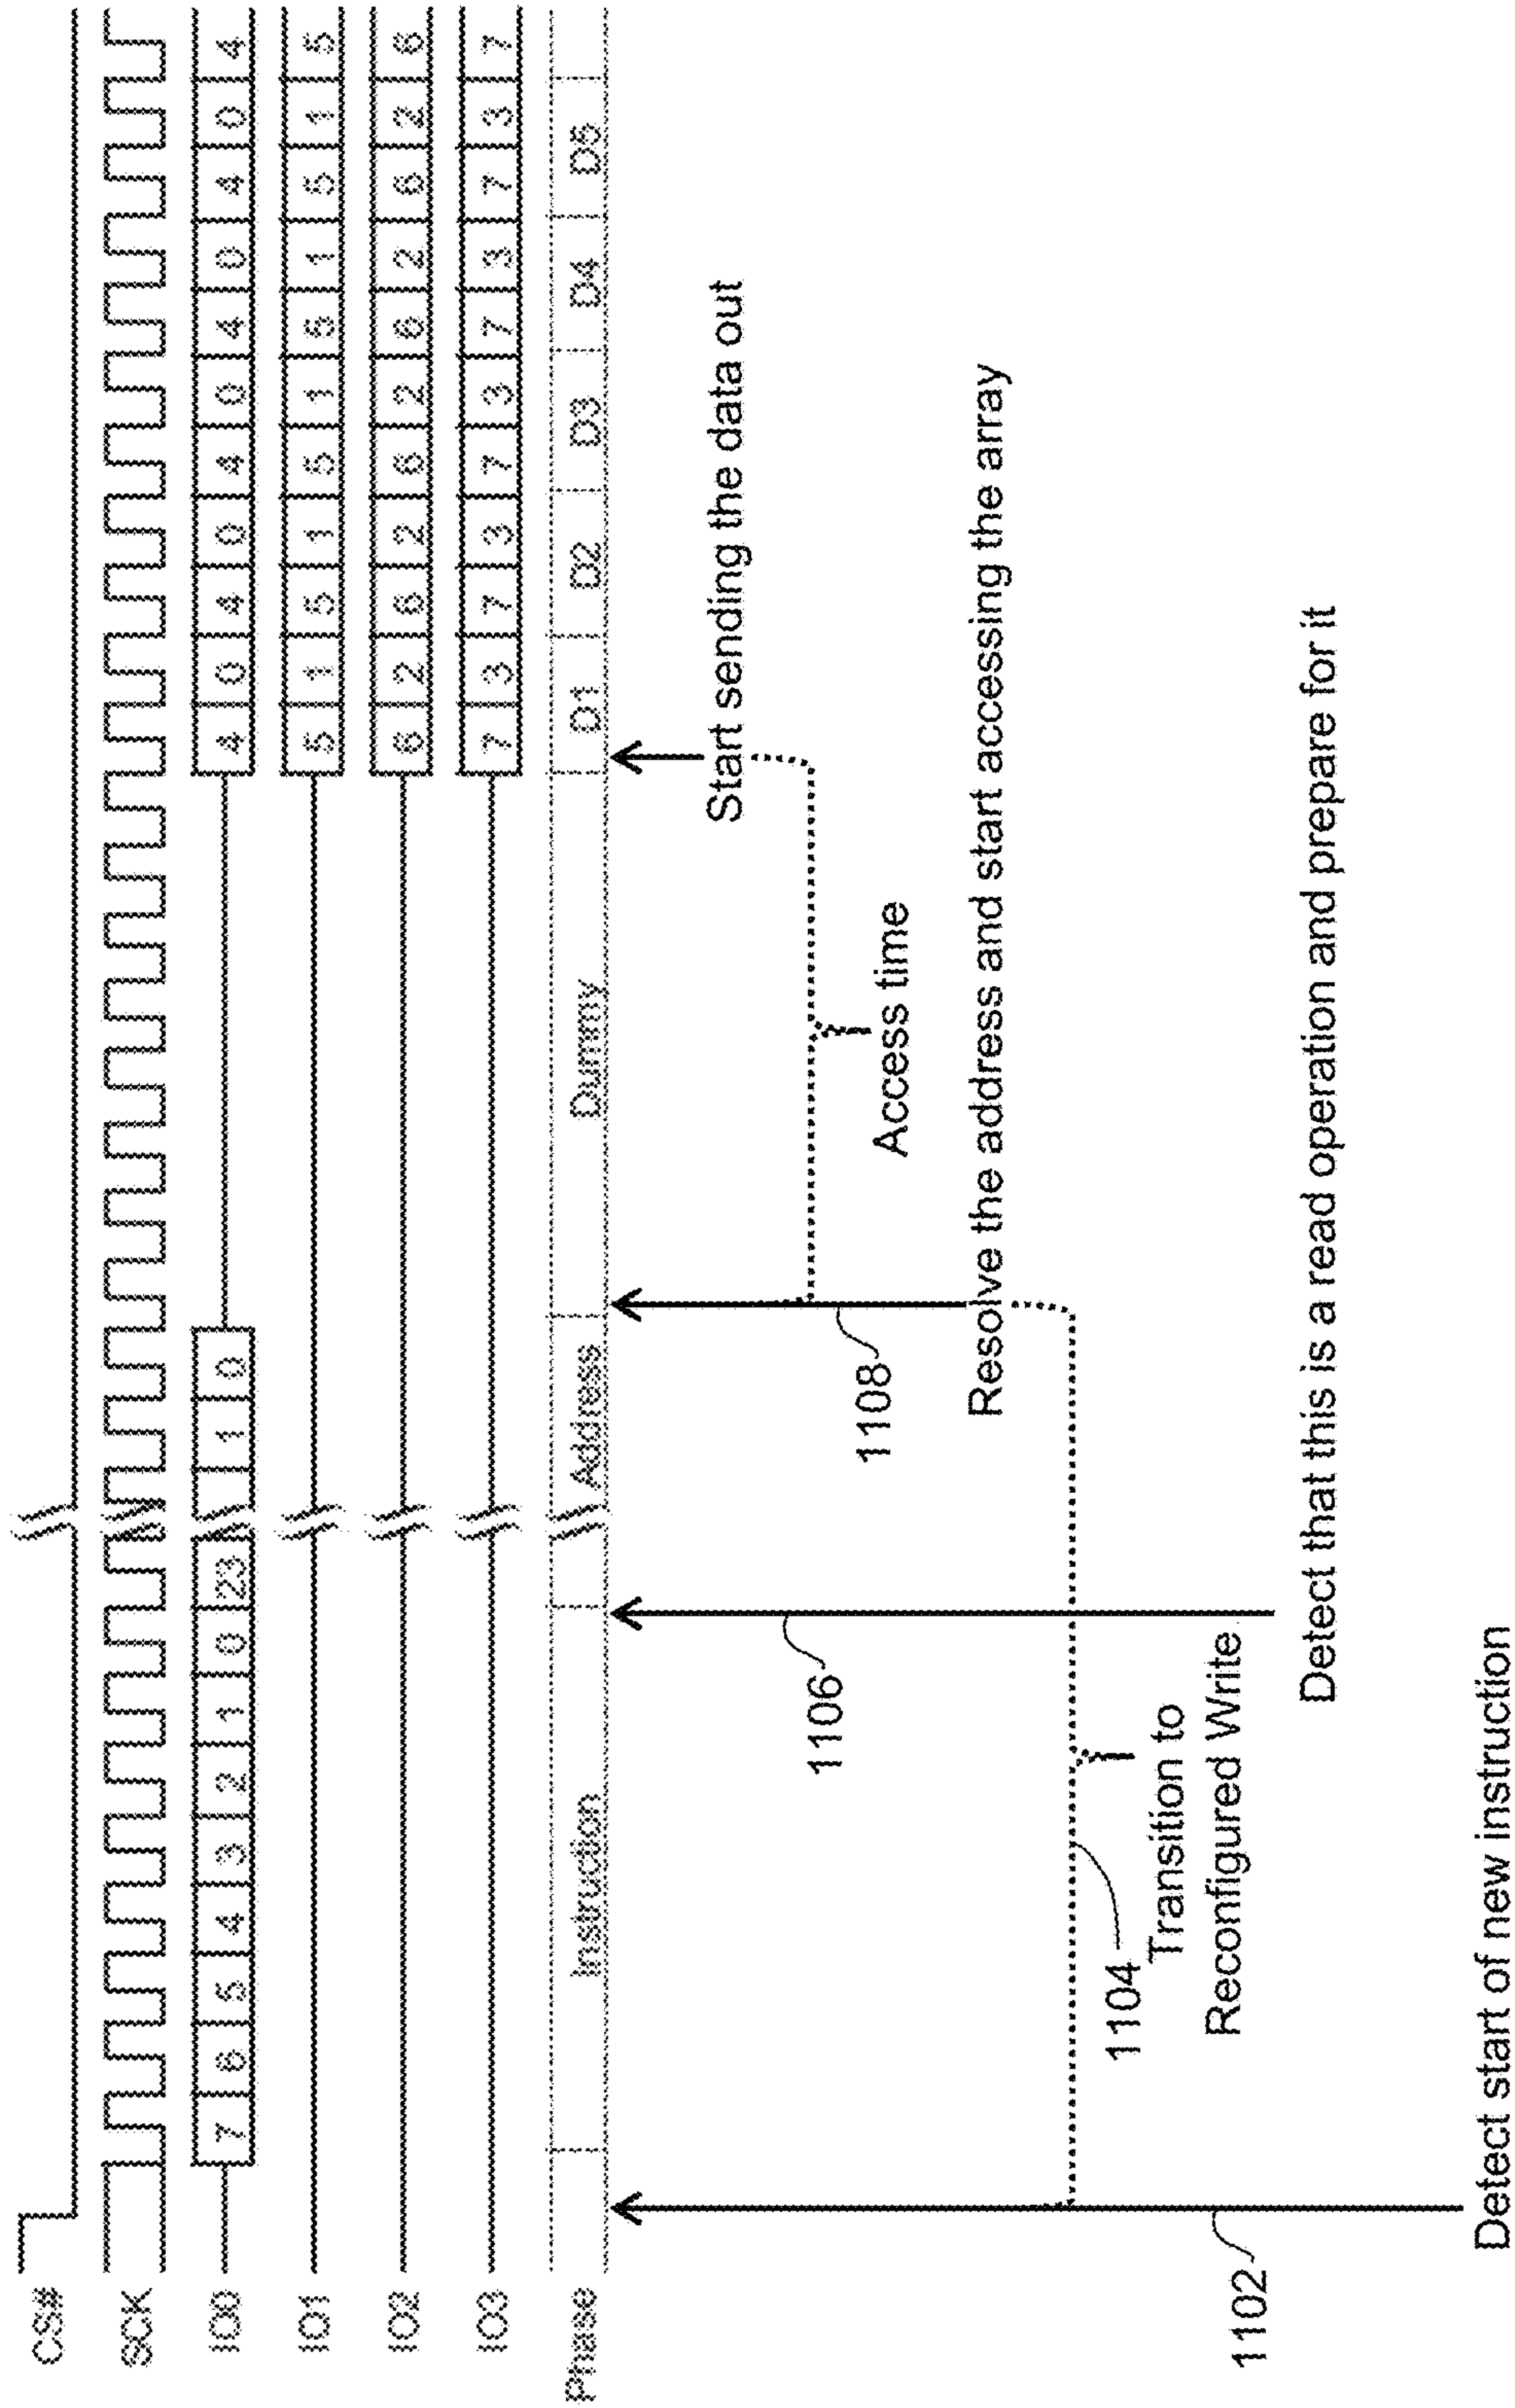 CS#
SCK
IO0 7 6 5 4 3 2 1 0 23 1 0 4 0 4 0 4 0 4 0 4 0 4
IO1 5 1 5 1 5 1 5 1 5 1 5
IO2 6 2 6 2 6 2 6 2 6 2 6
IO3 7 3 7 3 7 3 7 3 7 3 7
Phase Instruction Address Dummy D1 D2 D3 D4 D5
Start sending the data out
Access time
1108
Resolve the address and start accessing the array
1106
1104
Transition to
Reconfigured Write
Detect that this is a read operation and prepare for it
1102
Detect start of new instruction